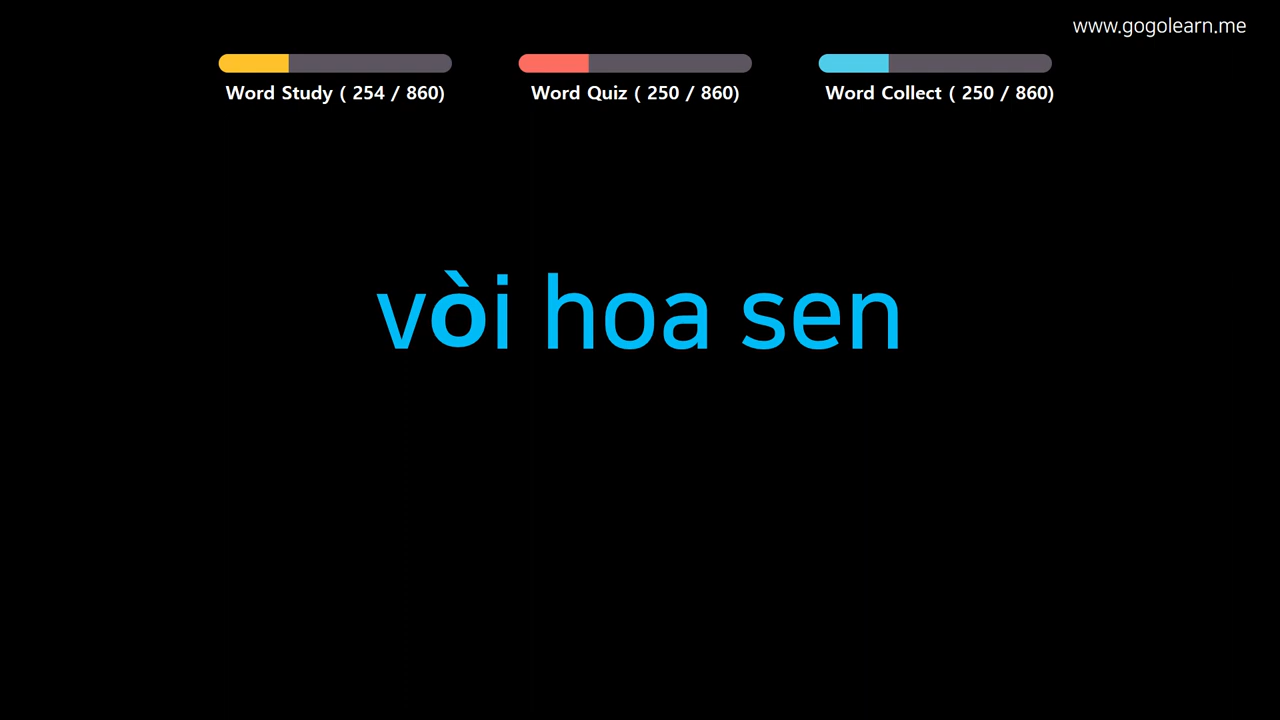 www.gogolearn.me
Word Study ( 254 / 860)
Word Quiz ( 250 / 860)
Word Collect ( 250 / 860)
vòi hoa sen